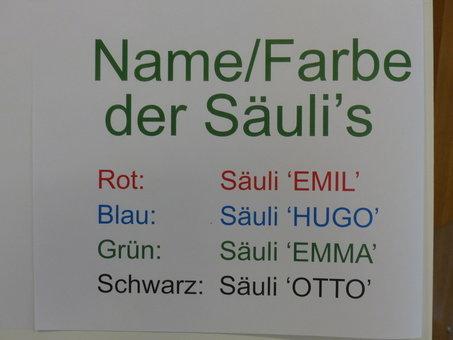 Name/Farbe
der Säuli's
Rot: Säuli 'EMIL'
Blau: Säuli 'HUGO'
Grün: Säuli 'EMMA'
Schwarz: Säuli 'OTTO'